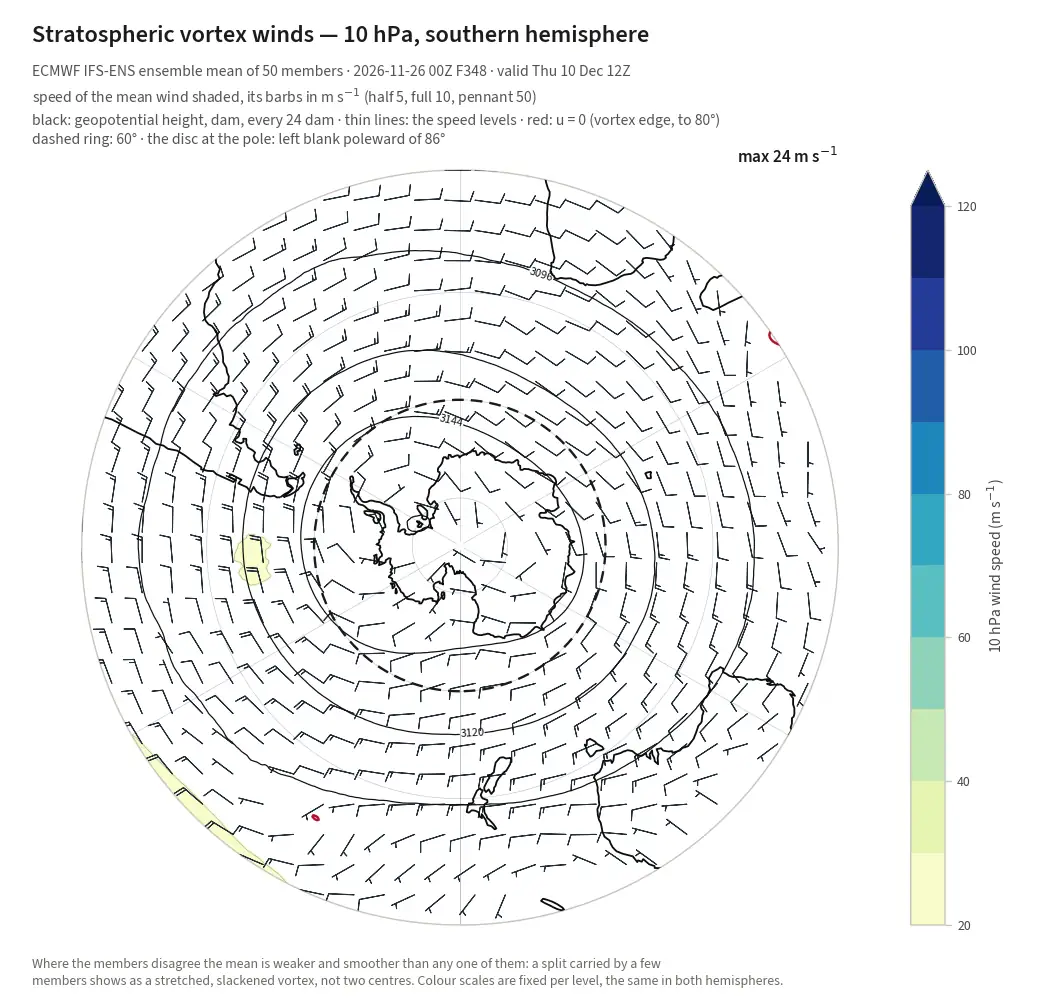 Stratospheric vortex winds — 10 hPa, southern hemisphere
ECMWF IFS-ENS ensemble mean of 50 members · 2026-11-26 00Z F348 · valid Thu 10 Dec 12Z
speed of the mean wind shaded, its barbs in m s⁻¹ (half 5, full 10, pennant 50)
black: geopotential height, dam, every 24 dam · thin lines: the speed levels · red: u = 0 (vortex edge, to 80°)
dashed ring: 60° · the disc at the pole: left blank poleward of 86°
max 24 m s⁻¹
3096
3144
3120
120
100
80
60
40
20
10 hPa wind speed (m s⁻¹)
Where the members disagree the mean is weaker and smoother than any one of them: a split carried by a few
members shows as a stretched, slackened vortex, not two centres. Colour scales are fixed per level, the same in both hemispheres.